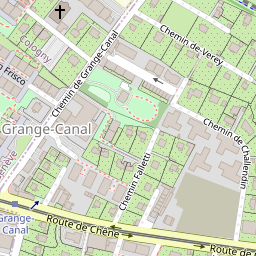 Cologny
Chemin de Grange-Canal
Chemin de-Verey
Frisco
Chemin de Challendin
Grange-Canal
Genève
Chemin Falletti
Grange-
Canal
Route de Chêne
Route de C